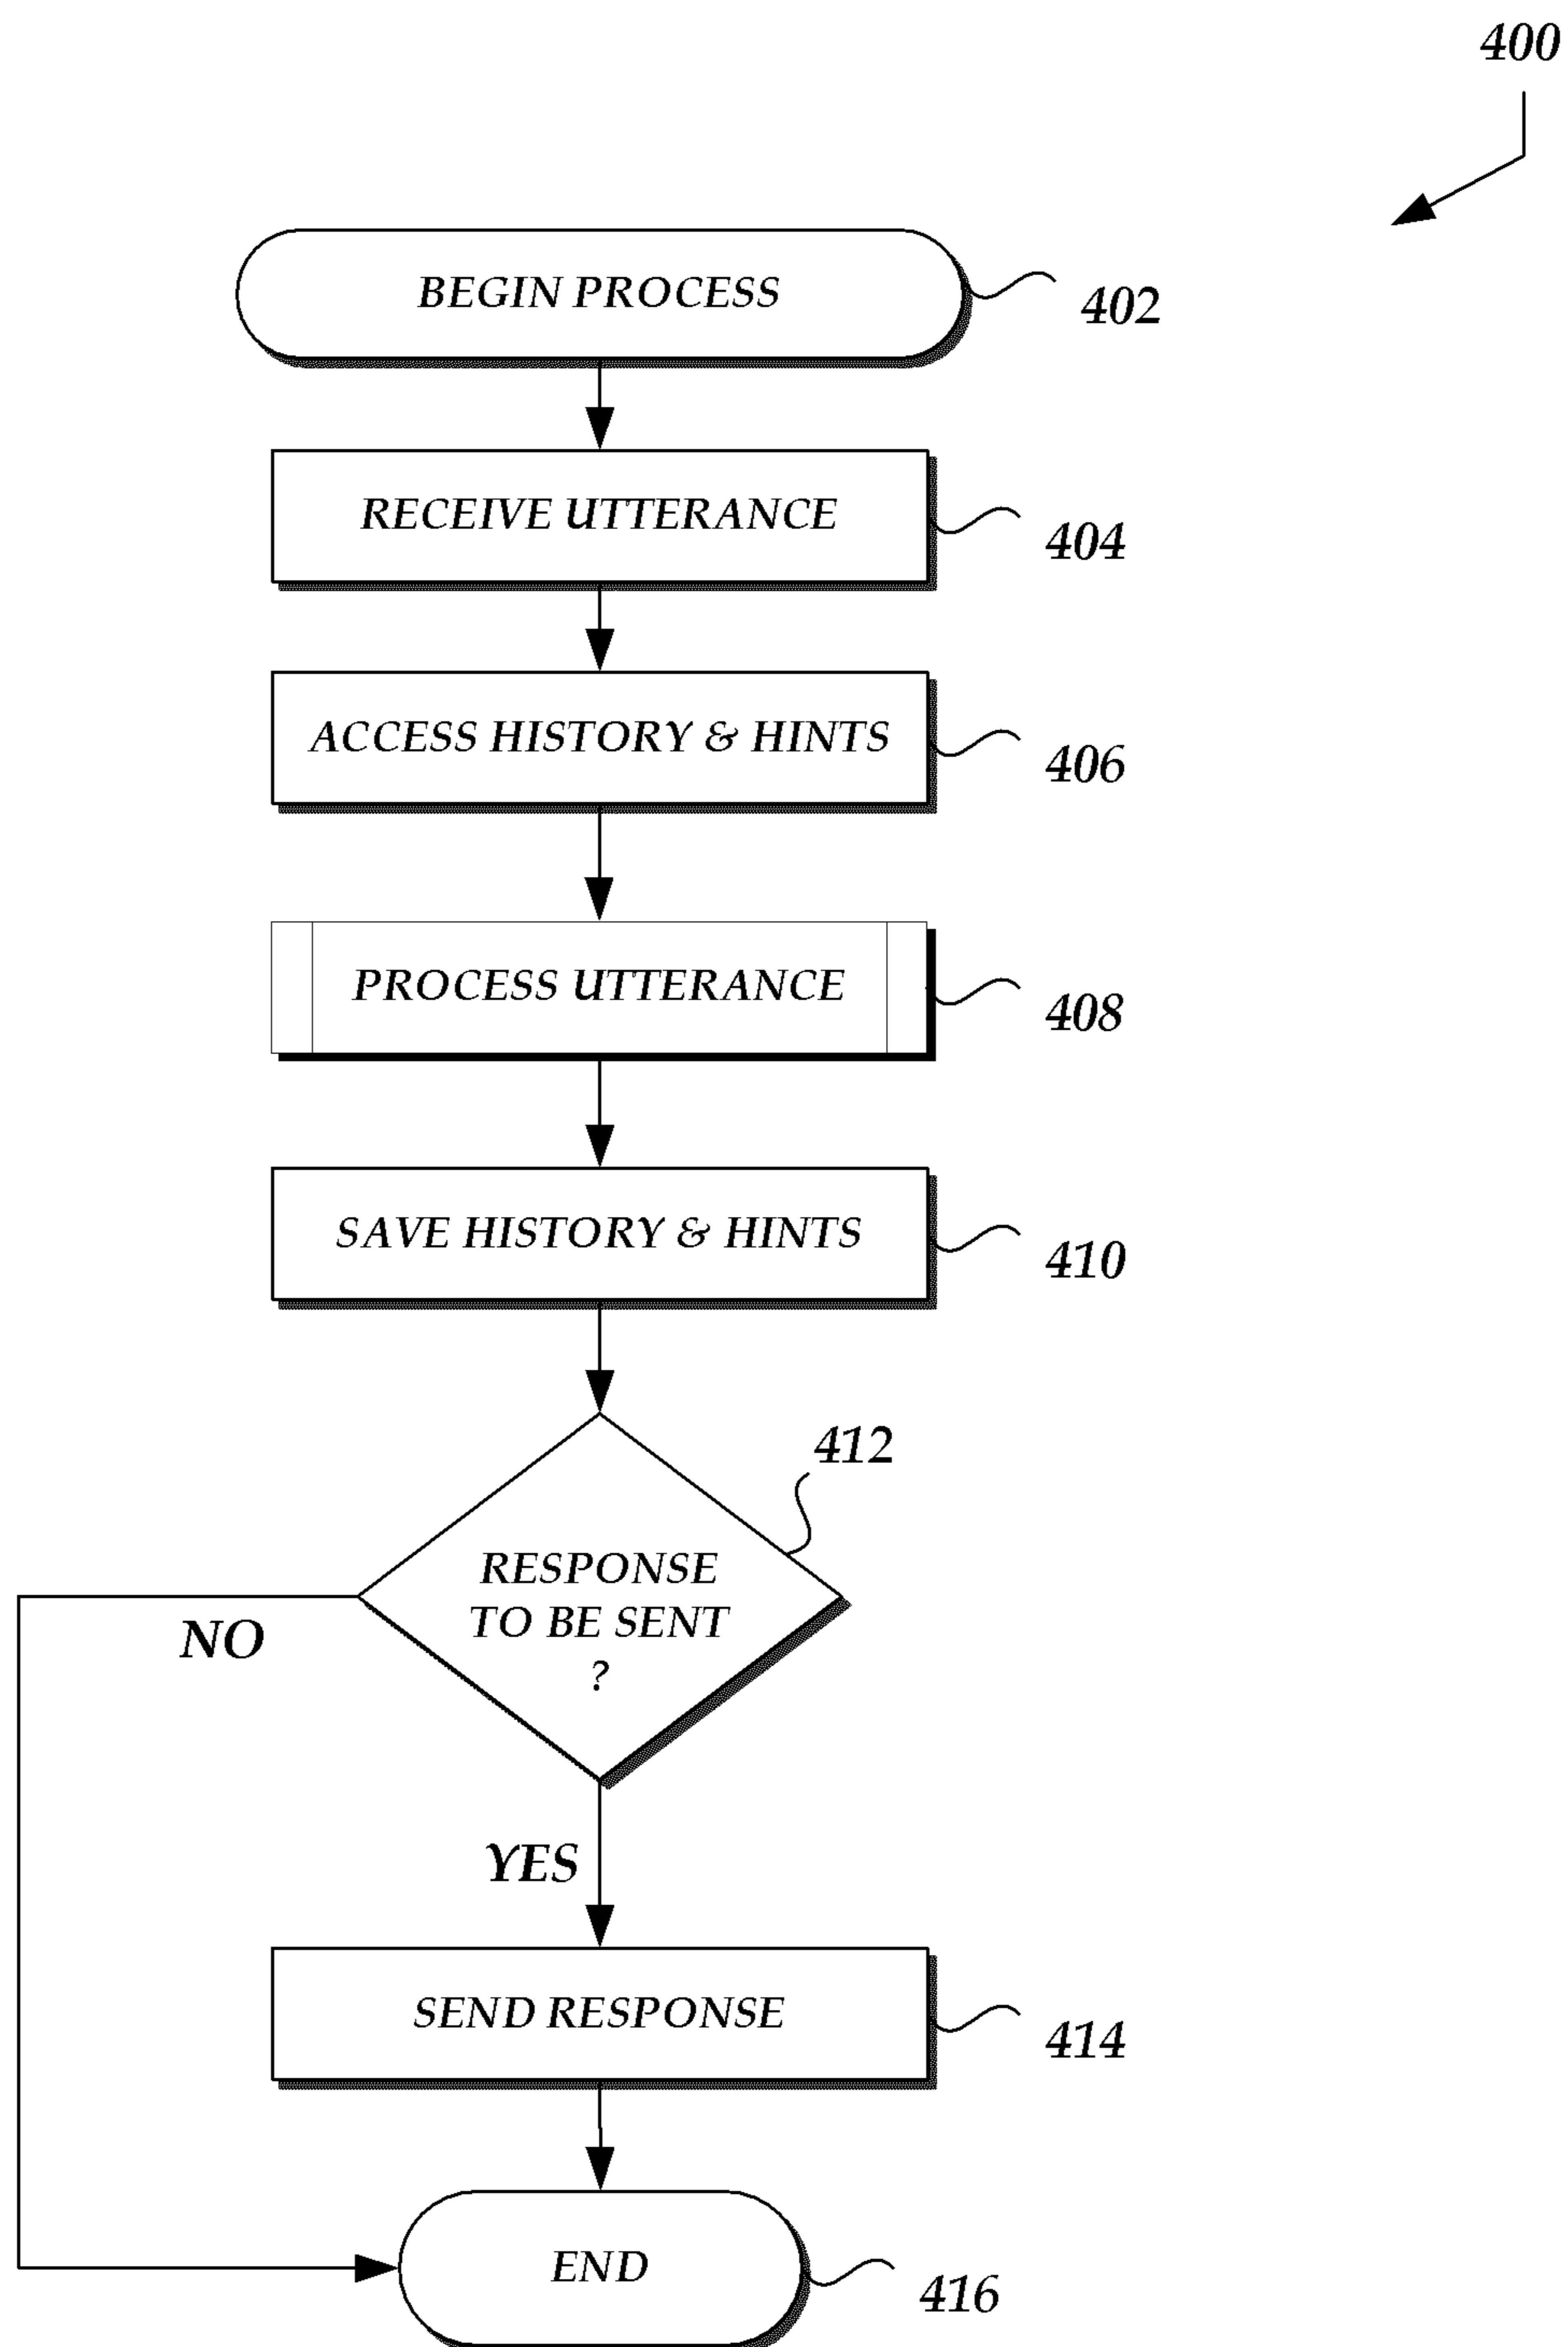 400
BEGIN PROCESS
402
RECEIVE UTTERANCE
404
ACCESS HISTORY & HINTS
406
PROCESS UTTERANCE
408
SAVE HISTORY & HINTS
410
412
RESPONSE
TO BE SENT
?
NO
YES
SEND RESPONSE
414
END
416